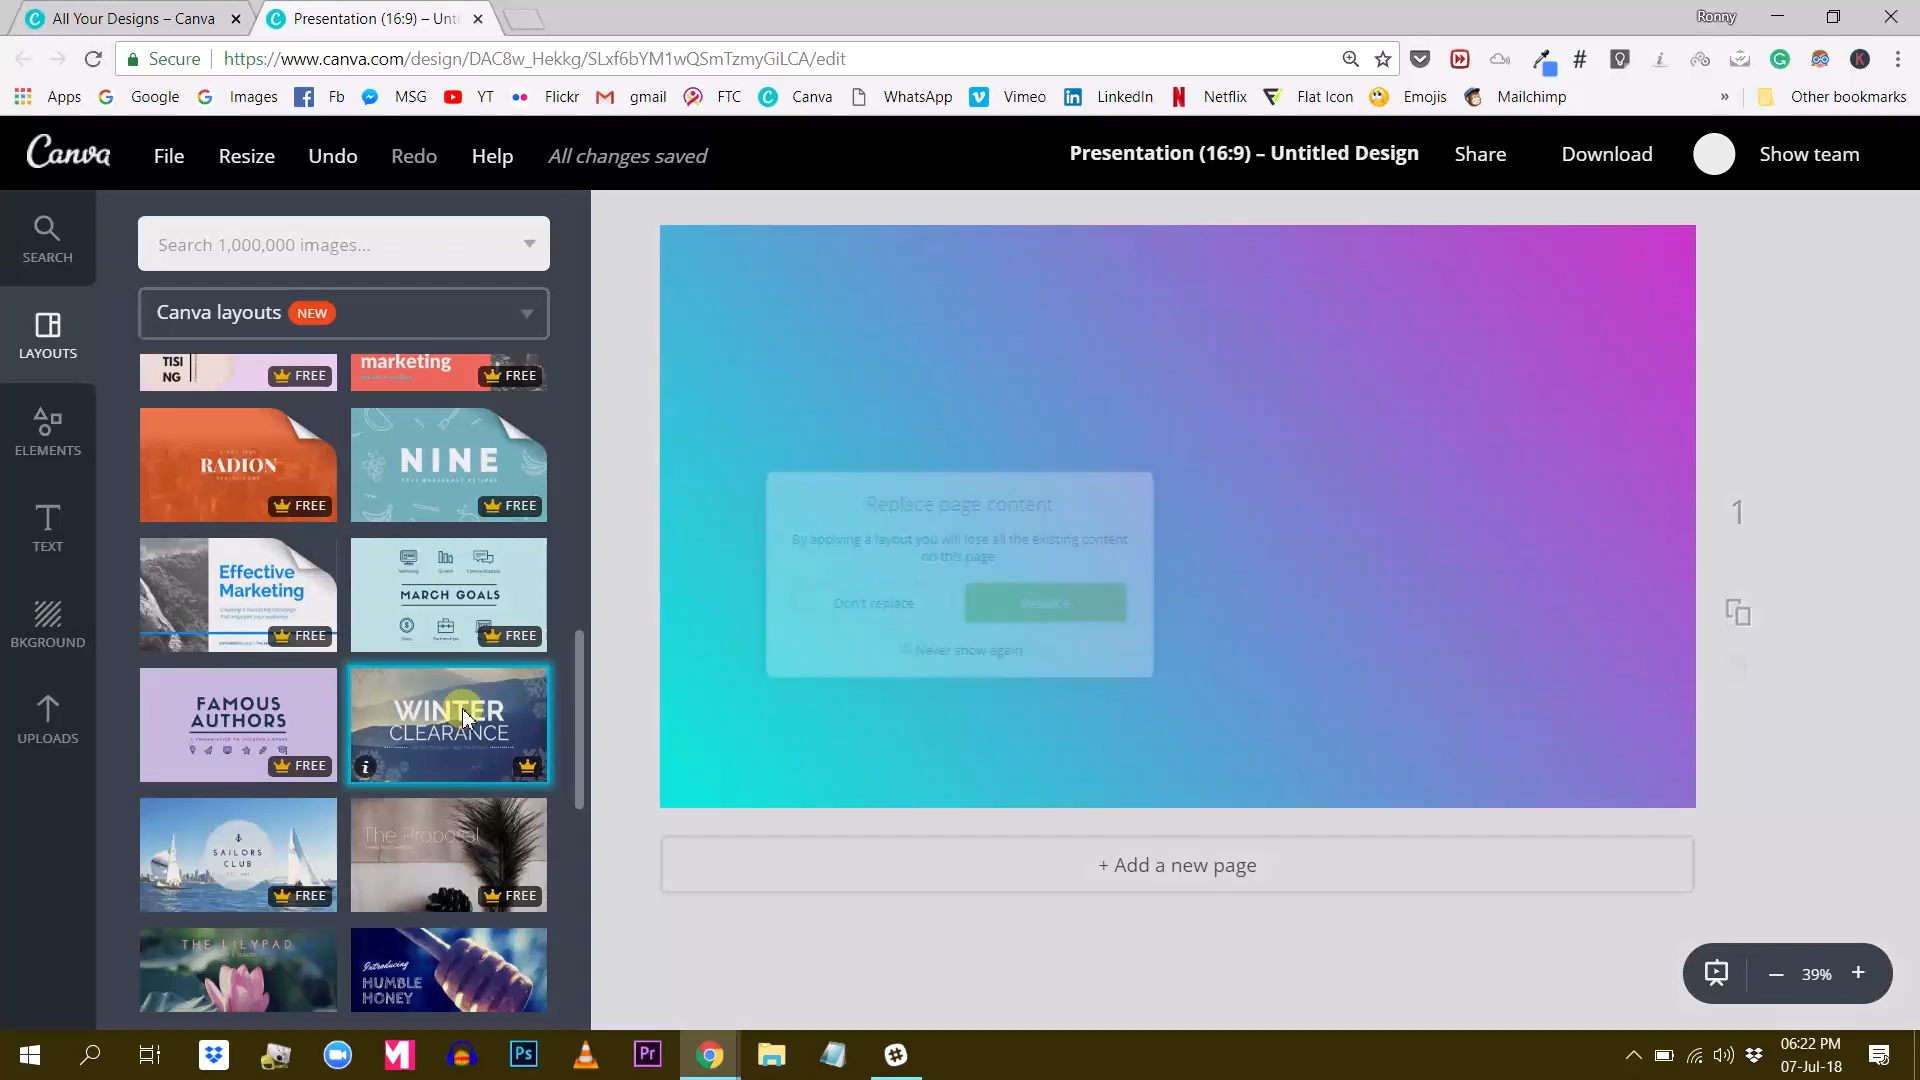 All Your Designs – Canva
Presentation (16:9) – Unti
Ronny
Secure
https://www.canva.com/design/DAC8w_Hekkg/SLxf6bYM1wQSmTzmyGiLCA/edit
Apps
Google
Images
Fb
MSG
YT
Flickr
gmail
FTC
Canva
WhatsApp
Vimeo
LinkedIn
Netflix
Flat Icon
Emojis
Mailchimp
»
Other bookmarks
Canva
File
Resize
Undo
Redo
Help
All changes saved
Presentation (16:9) – Untitled Design
Share
Download
Show team
SEARCH
LAYOUTS
ELEMENTS
TEXT
BKGROUND
UPLOADS
Search 1,000,000 images...
Canva layouts NEW
TISI
NG
FREE
marketing
FREE
RADION
FREE
NINE
FREE
Effective
Marketing
FREE
MARCH GOALS
FREE
FAMOUS
AUTHORS
FREE
WINTER
CLEARANCE
SAILORS
CLUB
FREE
The Proposal
FREE
THE LILYPAD
Introducing
HUMBLE
HONEY
Replace page content
By applying a layout you will lose all the existing content
on this page
Don't replace
Replace
Never show again
1
+ Add a new page
39%
Ps
Pr
06:22 PM
07-Jul-18